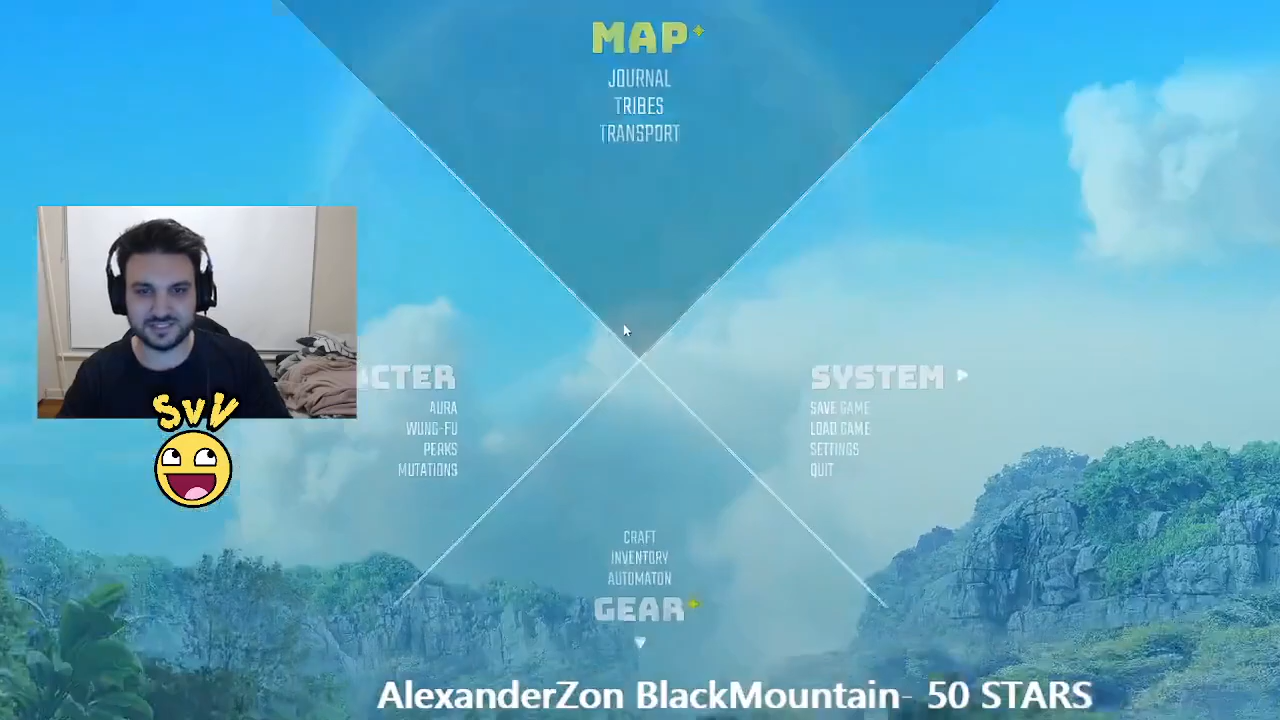 MAP
JOURNAL
TRIBES
TRANSPORT
CTER
AURA
WUNG-FU
PERKS
MUTATIONS
SYSTEM
SAVE GAME
LOAD GAME
SETTINGS
QUIT
SVV
CRAFT
INVENTORY
AUTOMATON
GEAR
AlexanderZon BlackMountain- 50 STARS